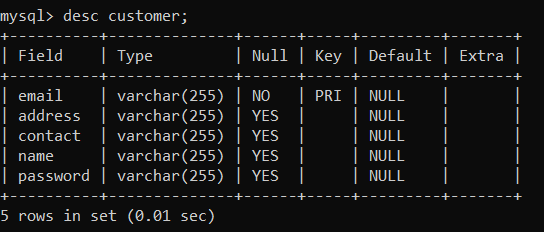 mysql> desc customer;
+----------+--------------+------+-----+---------+-------+
| Field    | Type         | Null | Key | Default | Extra |
+----------+--------------+------+-----+---------+-------+
| email    | varchar(255) | NO   | PRI | NULL    |       |
| address  | varchar(255) | YES  |     | NULL    |       |
| contact  | varchar(255) | YES  |     | NULL    |       |
| name     | varchar(255) | YES  |     | NULL    |       |
| password | varchar(255) | YES  |     | NULL    |       |
+----------+--------------+------+-----+---------+-------+
5 rows in set (0.01 sec)